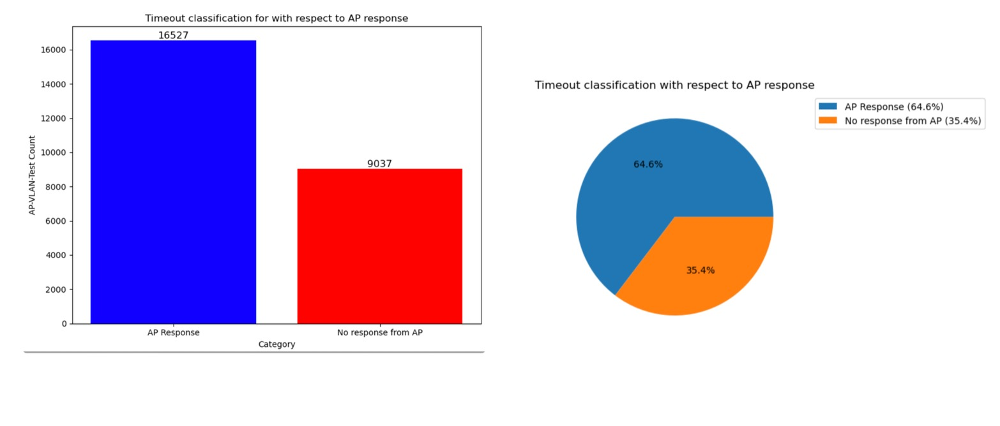 Timeout classification for with respect to AP response
16527
9037
16000
14000
12000
10000
8000
6000
4000
2000
0
AP-VLAN-Test Count
AP Response
No response from AP
Category
Timeout classification with respect to AP response
AP Response (64.6%)
No response from AP (35.4%)
64.6%
35.4%